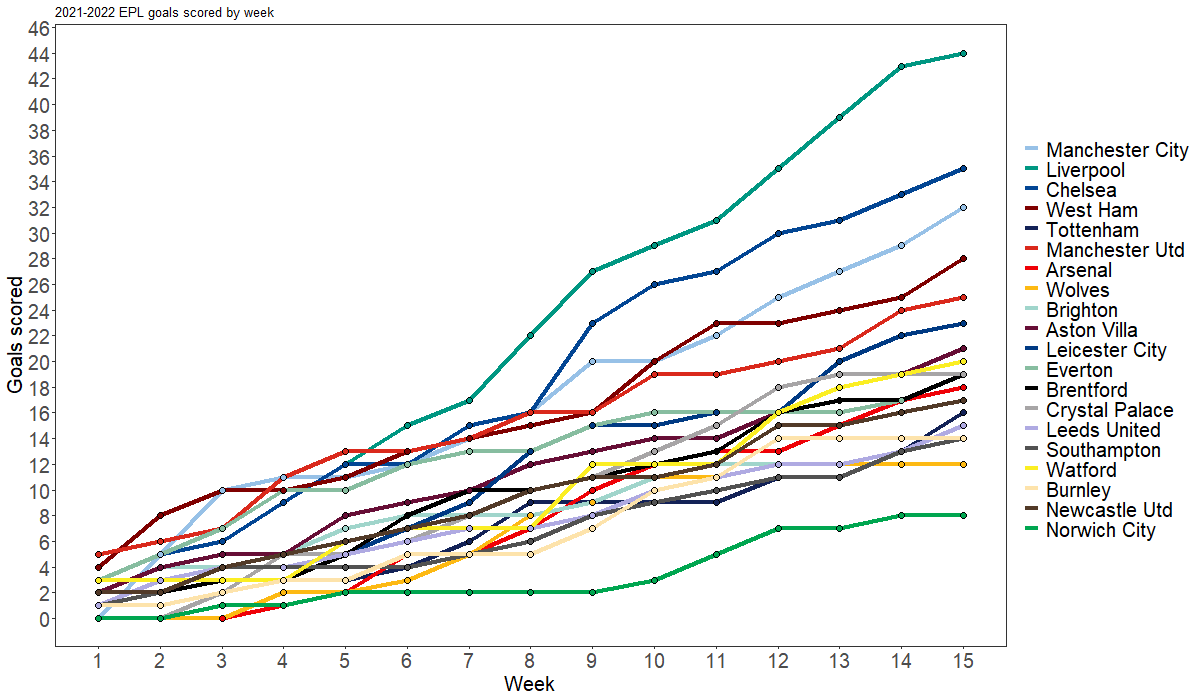 2021-2022 EPL goals scored by week
46
44
42
40
38
36
34
32
30
28
26
24
22
20
18
16
14
12
10
8
6
4
2
0
Goals scored
1 2 3 4 5 6 7 8 9 10 11 12 13 14 15
Week
Manchester City
Liverpool
Chelsea
West Ham
Tottenham
Manchester Utd
Arsenal
Wolves
Brighton
Aston Villa
Leicester City
Everton
Brentford
Crystal Palace
Leeds United
Southampton
Watford
Burnley
Newcastle Utd
Norwich City